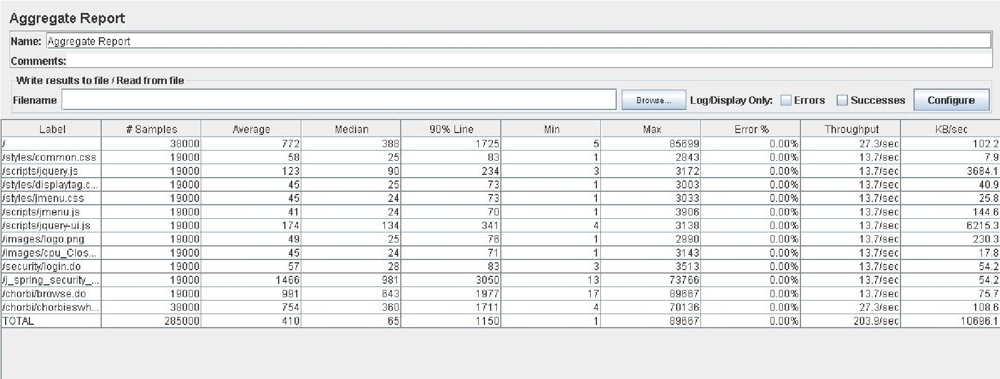 Aggregate Report
Name: Aggregate Report
Comments:
Write results to file / Read from file
Filename Browse... Log/Display Only: Errors Successes Configure
Label # Samples Average Median 90% Line Min Max Error % Throughput KB/sec
/ 38000 772 388 1725 5 85699 0.00% 27.3/sec 102.2
/styles/common.css 19000 58 25 83 1 2843 0.00% 13.7/sec 7.9
/scripts/jquery.js 19000 123 90 234 3 3172 0.00% 13.7/sec 3684.1
/styles/displaytag.c... 19000 45 25 73 1 3003 0.00% 13.7/sec 40.9
/styles/jmenu.css 19000 45 24 73 1 3033 0.00% 13.7/sec 25.8
/scripts/jmenu.js 19000 41 24 70 1 3906 0.00% 13.7/sec 144.6
/scripts/jquery-ui.js 19000 174 134 341 4 3138 0.00% 13.7/sec 6215.3
/images/logo.png 19000 49 25 76 1 2990 0.00% 13.7/sec 230.3
/images/cpu_Clos... 19000 45 24 71 1 3143 0.00% 13.7/sec 17.8
/security/login.do 19000 57 28 83 3 3513 0.00% 13.7/sec 54.2
/j_spring_security_... 19000 1466 981 3050 13 73766 0.00% 13.7/sec 54.2
/chorbi/browse.do 19000 991 643 1977 17 89667 0.00% 13.7/sec 75.7
/chorbi/chorbieswh... 38000 754 360 1711 4 70136 0.00% 27.3/sec 108.6
TOTAL 285000 410 65 1150 1 89667 0.00% 203.9/sec 10696.1